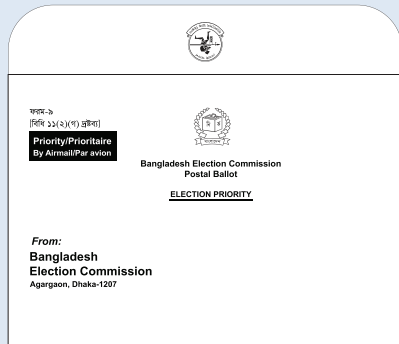 ফরম-৯
[বিধি ১১(২)(গ) দ্রষ্টব্য]
Priority/Prioritaire
By Airmail/Par avion
Bangladesh Election Commission
Postal Ballot
ELECTION PRIORITY
From:
Bangladesh
Election Commission
Agargaon, Dhaka-1207